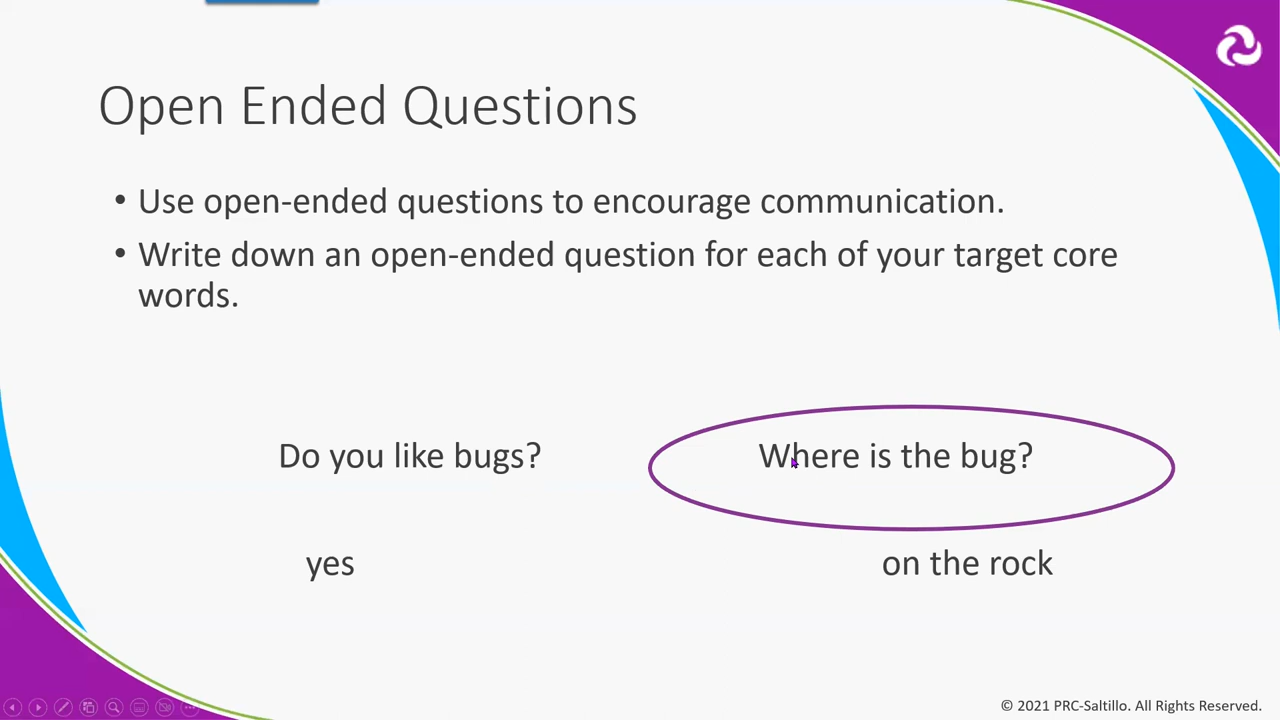 Open Ended Questions
• Use open-ended questions to encourage communication.
• Write down an open-ended question for each of your target core
words.
Do you like bugs?
Where is the bug?
yes
on the rock
© 2021 PRC-Saltillo. All Rights Reserved.